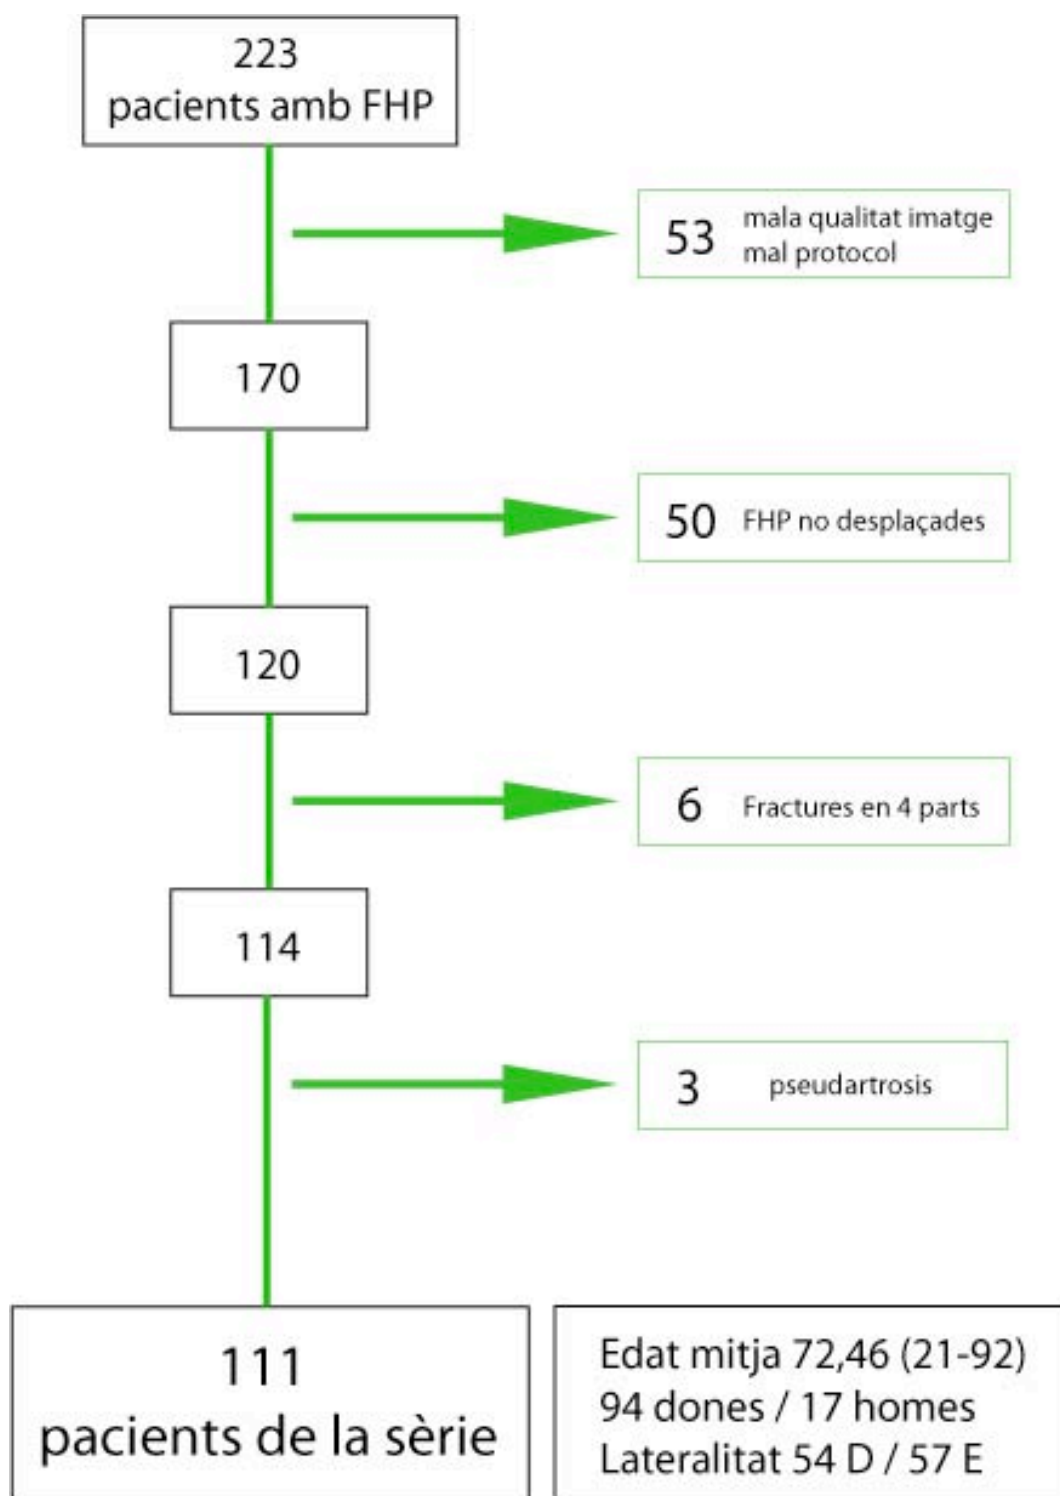 223
pacients amb FHP
53
mala qualitat imatge
mal protocol
170
50 FHP no desplaçades
120
6 Fractures en 4 parts
114
3 pseudartrosis
111
pacients de la sèrie
Edat mitja 72,46 (21-92)
94 dones / 17 homes
Lateralitat 54 D / 57 E